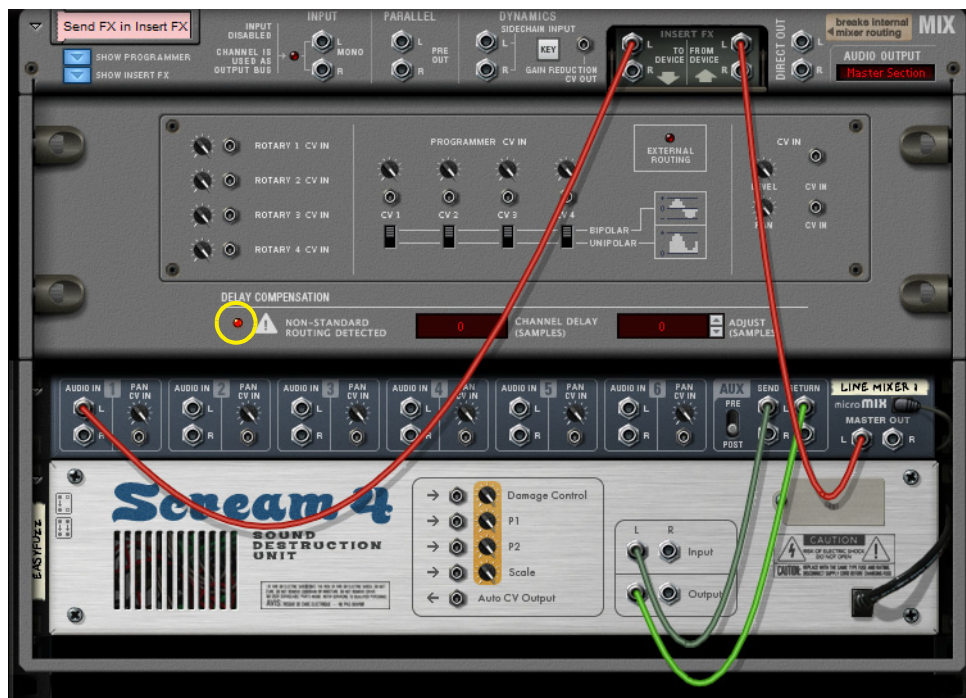 Send FX in Insert FX
SHOW PROGRAMMER
SHOW INSERT FX
INPUT
INPUT DISABLED
CHANNEL IS USED AS OUTPUT BUS
L
MONO
R
PARALLEL
L
PRE OUT
R
DYNAMICS
SIDECHAIN INPUT
L
KEY
R
GAIN REDUCTION CV OUT
INSERT FX
L
TO DEVICE
FROM DEVICE
L
R
R
DIRECT OUT
L
R
breaks internal mixer routing
MIX
AUDIO OUTPUT
Master Section
ROTARY 1 CV IN
ROTARY 2 CV IN
ROTARY 3 CV IN
ROTARY 4 CV IN
PROGRAMMER CV IN
CV 1
CV 2
CV 3
CV 4
BIPOLAR
UNIPOLAR
EXTERNAL ROUTING
CV IN
LEVEL
CV IN
PAN
CV IN
DELAY COMPENSATION
NON-STANDARD ROUTING DETECTED
0
CHANNEL DELAY (SAMPLES)
0
ADJUST (SAMPLES
AUDIO IN 1 PAN CV IN
L
R
AUDIO IN 2 PAN CV IN
L
R
AUDIO IN 3 PAN CV IN
L
R
AUDIO IN 4 PAN CV IN
L
R
AUDIO IN 5 PAN CV IN
L
R
AUDIO IN 6 PAN CV IN
L
R
AUX
PRE
POST
SEND
RETURN
L
R
LINE MIXER 1
microMIX
MASTER OUT
L
R
EASYFUZZ
Scream 4
SOUND DESTRUCTION UNIT
Damage Control
P1
P2
Scale
Auto CV Output
L
R
Input
Output
CAUTION
RISK OF ELECTRIC SHOCK
DO NOT OPEN